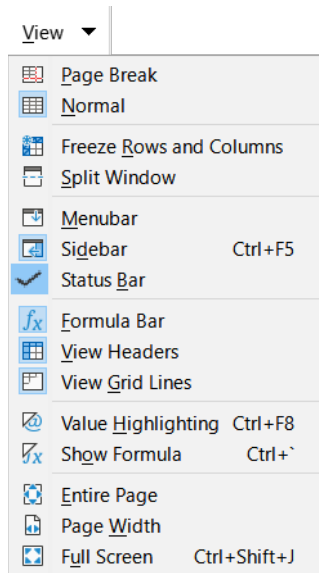 View
Page Break
Normal
Freeze Rows and Columns
Split Window
Menubar
Sidebar Ctrl+F5
Status Bar
Formula Bar
View Headers
View Grid Lines
Value Highlighting Ctrl+F8
Show Formula Ctrl+`
Entire Page
Page Width
Full Screen Ctrl+Shift+J